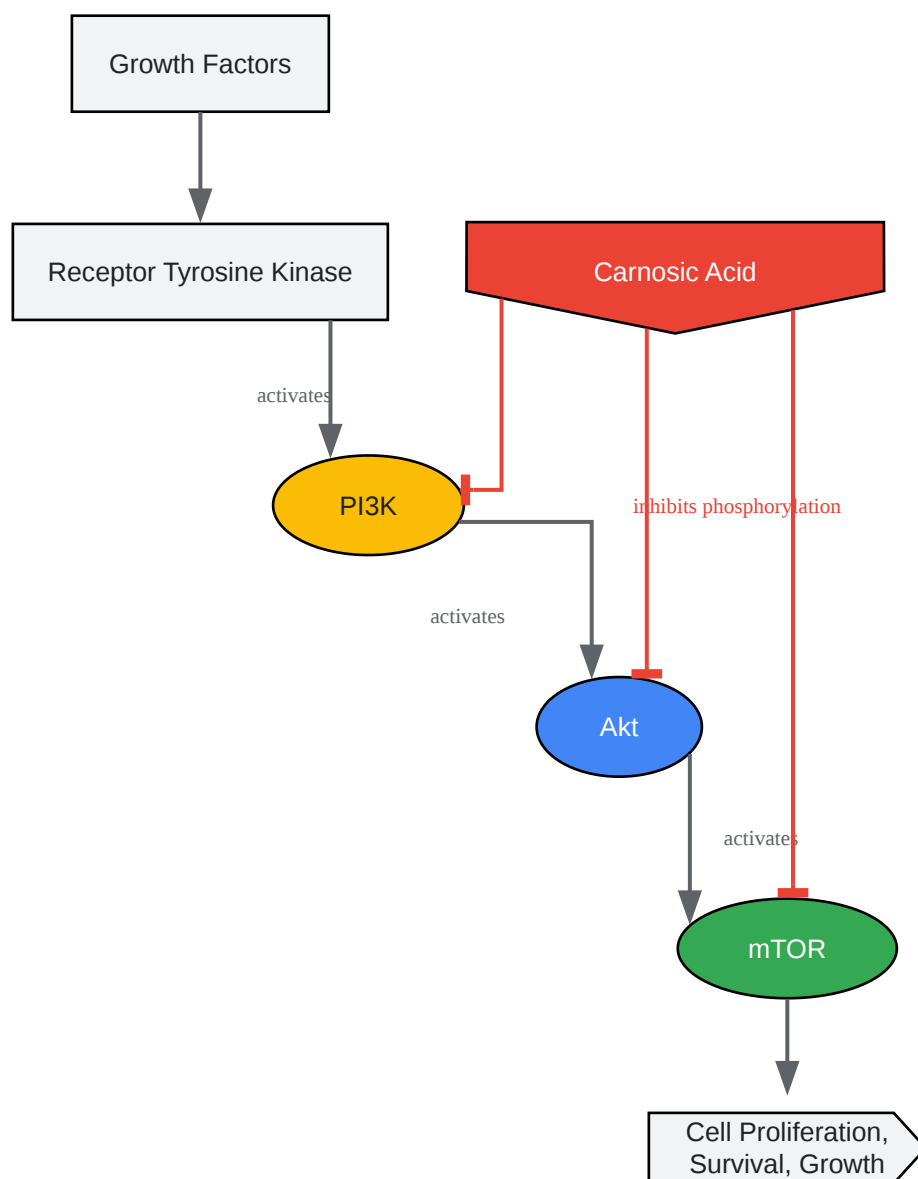 Growth Factors
Receptor Tyrosine Kinase
Carnosic Acid
activates
PI3K
inhibits phosphorylation
activates
Akt
activates
mTOR
Cell Proliferation,
Survival, Growth